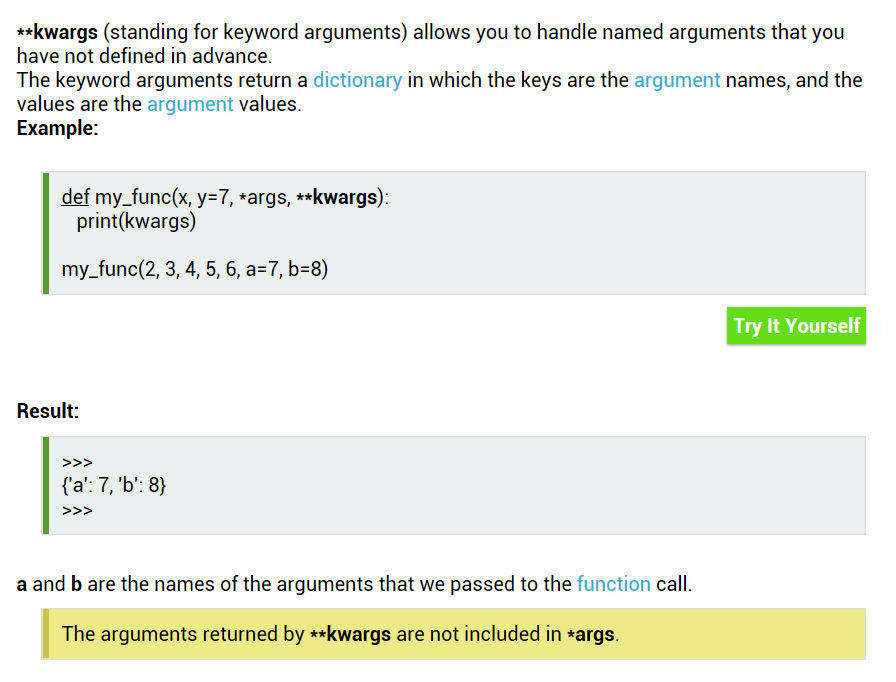 **kwargs (standing for keyword arguments) allows you to handle named arguments that you
have not defined in advance.
The keyword arguments return a dictionary in which the keys are the argument names, and the
values are the argument values.
Example:
def my_func(x, y=7, *args, **kwargs):
print(kwargs)
my_func(2, 3, 4, 5, 6, a=7, b=8)
Try It Yourself
Result:
>>>
{'a': 7, 'b': 8}
>>>
a and b are the names of the arguments that we passed to the function call.
The arguments returned by **kwargs are not included in *args.